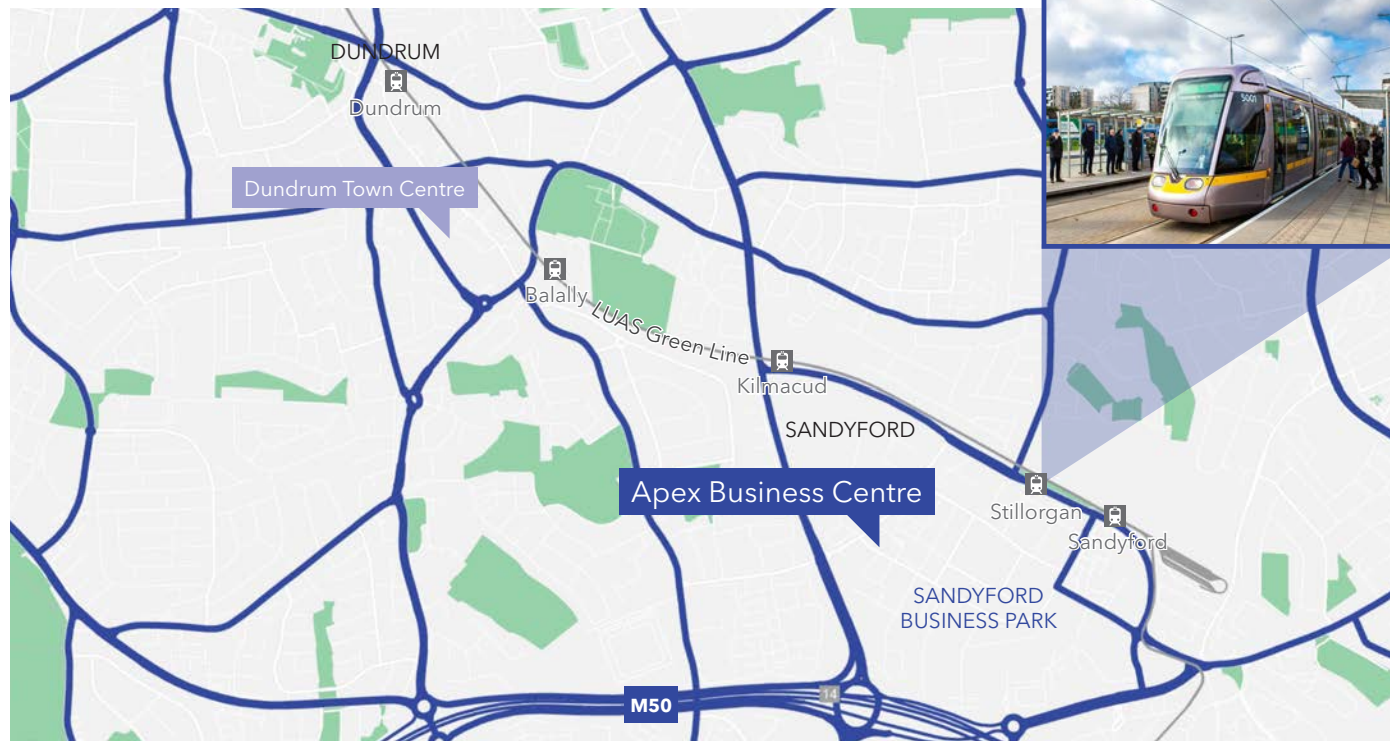 DUNDRUM
Dundrum
5001
Dundrum Town Centre
Balally
LUAS Green Line
Kilmacud
SANDYFORD
Apex Business Centre
Stillorgan
Sandyford
SANDYFORD
BUSINESS PARK
14
M50